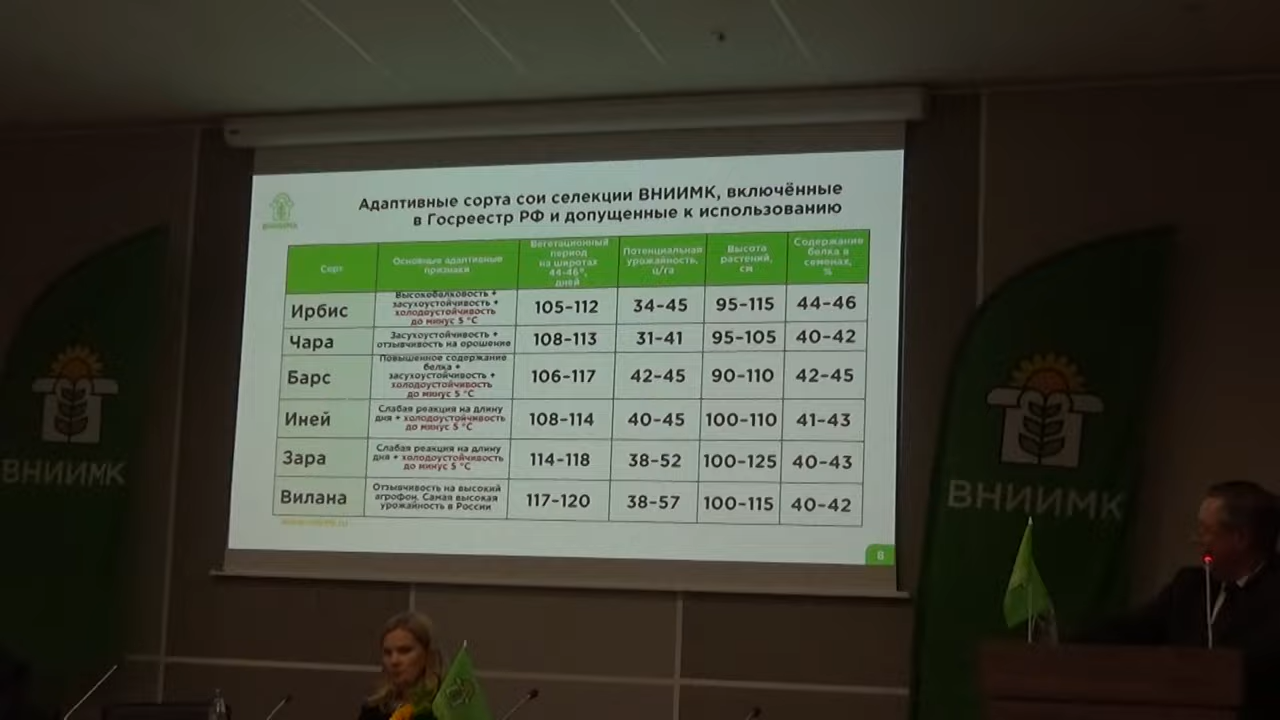 Адаптивные сорта сои селекции ВНИИМК, включённые
в Госреестр РФ и допущенные к использованию
ВНИИМК
Сорт
Основные адаптивные
признаки
Вегетационный
период
на широтах
44-46°,
дней
Потенциальная
урожайность,
ц/га
Высота
растений,
см
Содержание
белка в
семенах,
%
Ирбис
Высокобелковость +
засухоустойчивость +
холодоустойчивость
до минус 5 °С
105-112
34-45
95-115
44-46
Чара
Засухоустойчивость +
отзывчивость на орошение
108-113
31-41
95-105
40-42
Барс
Повышенное содержание
белка +
засухоустойчивость +
холодоустойчивость
до минус 5 °С
106-117
42-45
90-110
42-45
Иней
Слабая реакция на длину
дня + холодоустойчивость
до минус 5 °С
108-114
40-45
100-110
41-43
Зара
Слабая реакция на длину
дня + холодоустойчивость
до минус 5 °С
114-118
38-52
100-125
40-43
Вилана
Отзывчивость на высокий
агрофон. Самая высокая
урожайность в России
117-120
38-57
100-115
40-42
8
ВНИИМК
ВНИИМК